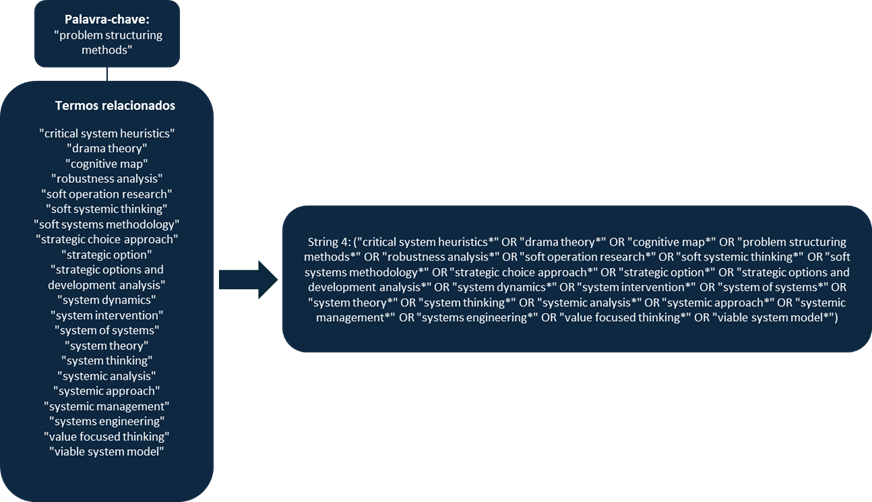 Palavra-chave:
"problem structuring
methods"
Termos relacionados
"critical system heuristics"
"drama theory"
"cognitive map"
"robustness analysis"
"soft operation research"
"soft systemic thinking"
"soft systems methodology"
"strategic choice approach"
"strategic option"
"strategic options and
development analysis"
"system dynamics"
"system intervention"
"system of systems"
"system theory"
"system thinking"
"systemic analysis"
"systemic approach"
"systemic management"
"systems engineering"
"value focused thinking"
"viable system model"
String 4: ("critical system heuristics*" OR "drama theory*" OR "cognitive map*" OR "problem structuring
methods*" OR "robustness analysis*" OR "soft operation research*" OR "soft systemic thinking*" OR "soft
systems methodology*" OR "strategic choice approach*" OR "strategic option*" OR "strategic options and
development analysis*" OR "system dynamics*" OR "system intervention*" OR "system of systems*" OR
"system theory*" OR "system thinking*" OR "systemic analysis*" OR "systemic approach*" OR "systemic
management*" OR "systems engineering*" OR "value focused thinking*" OR "viable system model*")